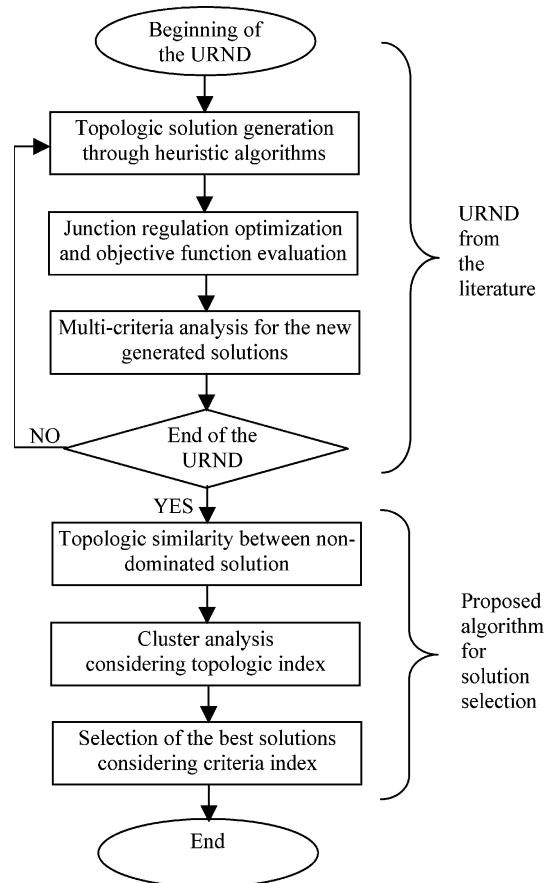 Beginning of
the URND
Topologic solution generation
through heuristic algorithms
Junction regulation optimization
and objective function evaluation
Multi-criteria analysis for the new
generated solutions
End of the
URND
NO
YES
URND
from
the
literature
Topologic similarity between non-
dominated solution
Cluster analysis
considering topologic index
Selection of the best solutions
considering criteria index
End
Proposed
algorithm
for
solution
selection